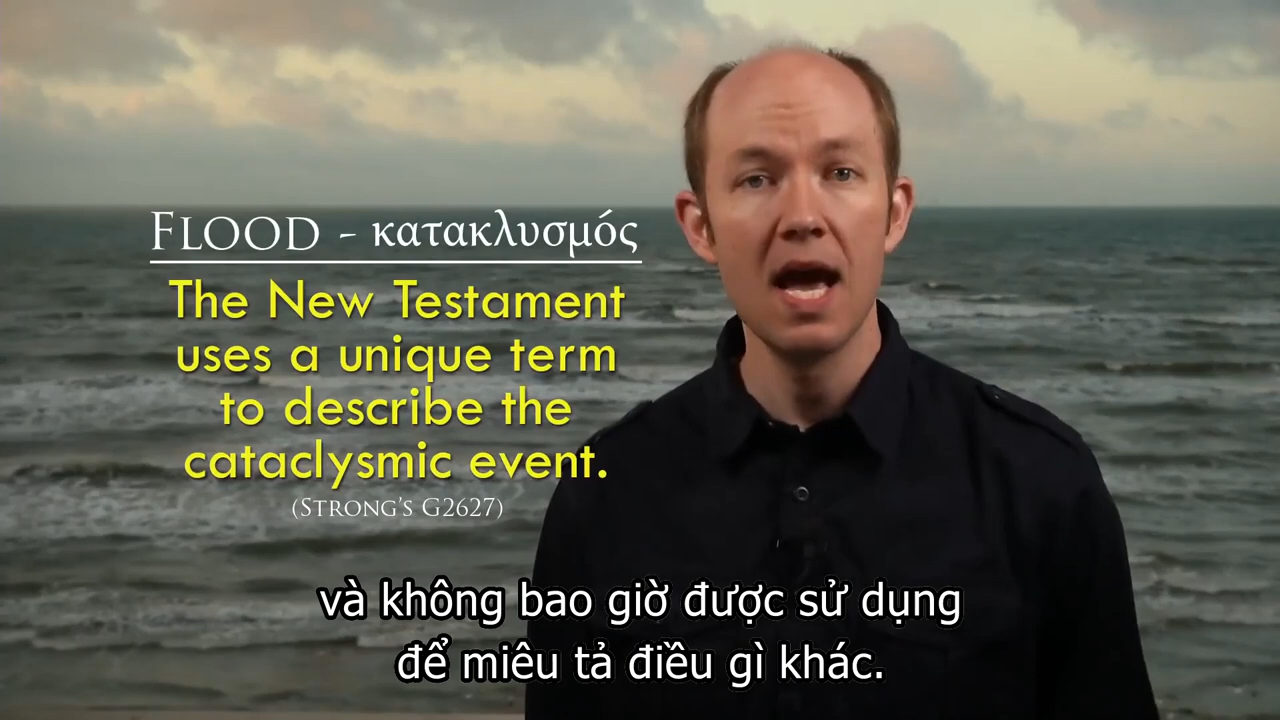 FLOOD - κατακλυσμός
The New Testament
uses a unique term
to describe the
cataclysmic event.
(STRONG'S G2627)
và không bao giờ được sử dụng
để miêu tả điều gì khác.